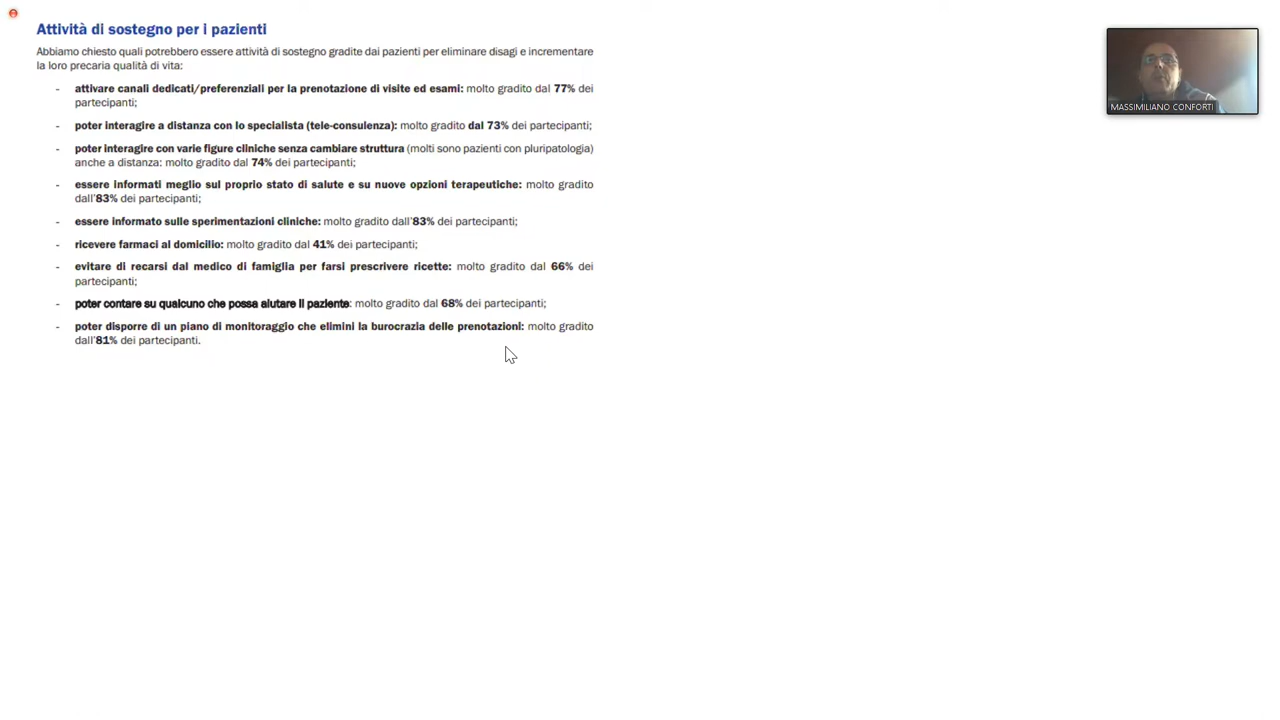 Attività di sostegno per i pazienti
Abbiamo chiesto quali potrebbero essere attività di sostegno gradite dai pazienti per eliminare disagi e incrementare
la loro precaria qualità di vita:
- attivare canali dedicati/preferenziali per la prenotazione di visite ed esami: molto gradito dal 77% dei
partecipanti;
- poter interagire a distanza con lo specialista (tele-consulenza): molto gradito dal 73% dei partecipanti;
- poter interagire con varie figure cliniche senza cambiare struttura (molti sono pazienti con pluripatologia)
anche a distanza: molto gradito dal 74% dei partecipanti;
- essere informati meglio sul proprio stato di salute e su nuove opzioni terapeutiche: molto gradito
dall'83% dei partecipanti;
- essere informato sulle sperimentazioni cliniche: molto gradito dall'83% dei partecipanti;
- ricevere farmaci al domicilio: molto gradito dal 41% dei partecipanti;
- evitare di recarsi dal medico di famiglia per farsi prescrivere ricette: molto gradito dal 66% dei
partecipanti;
- poter contare su qualcuno che possa aiutare il paziente: molto gradito dal 68% dei partecipanti;
- poter disporre di un piano di monitoraggio che elimini la burocrazia delle prenotazioni: molto gradito
dall'81% dei partecipanti.
MASSIMILIANO CONFORTI